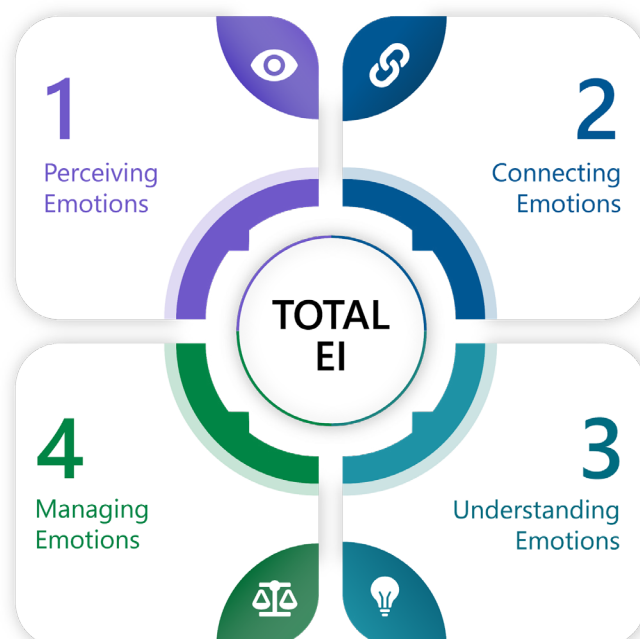 1
Perceiving
Emotions
2
Connecting
Emotions
TOTAL
EI
4
Managing
Emotions
3
Understanding
Emotions